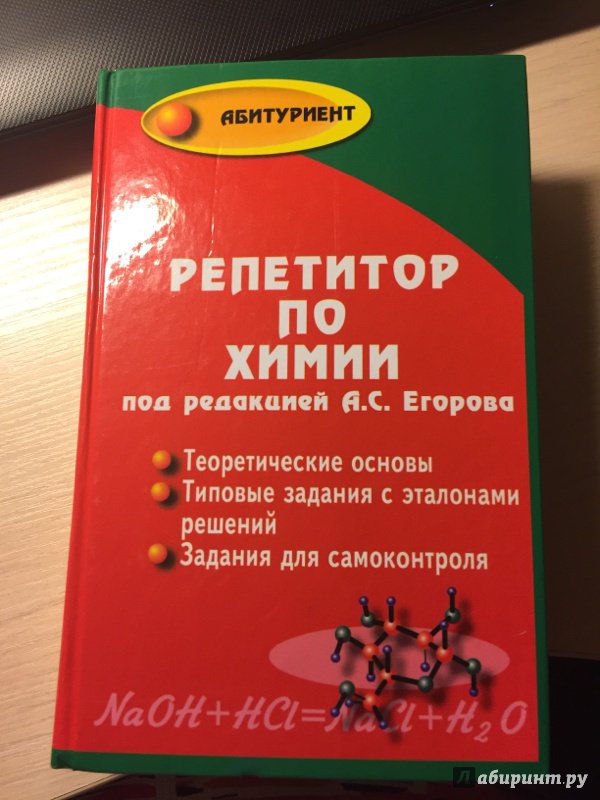 АБИТУРИЕНТ
РЕПЕТИТОР
ПО
ХИМИИ
под редакцией А.С. Егорова
Теоретические основы
Типовые задания с эталонами
решений
Задания для самоконтроля
NaOH+HCl=NaCl+H₂O
абиринт.ру